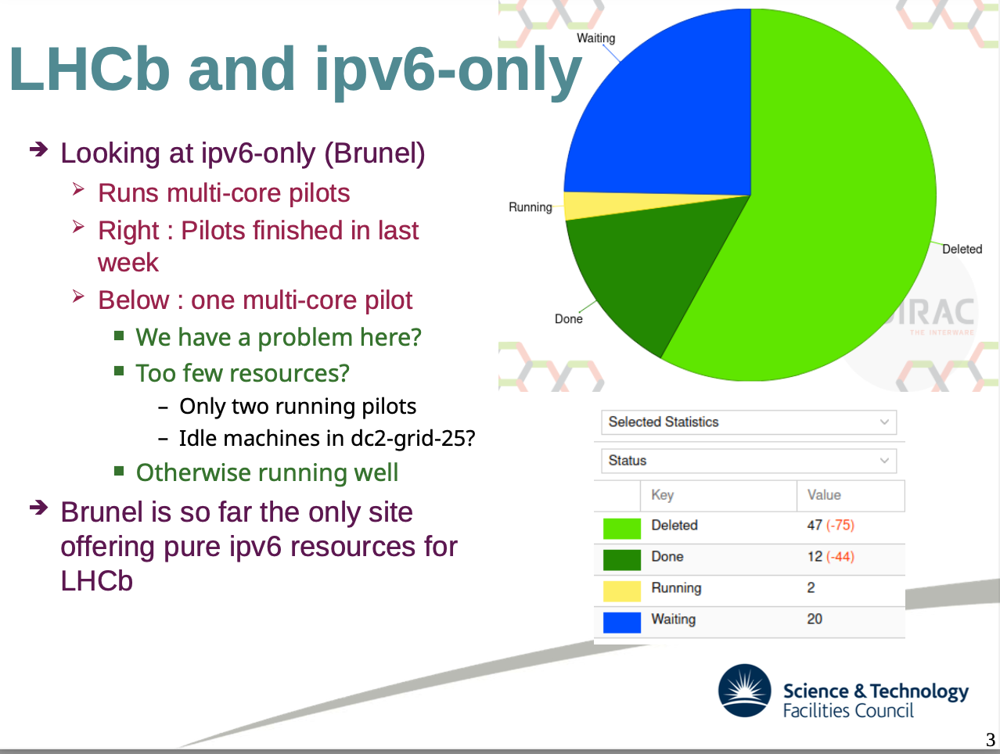 LHCb and ipv6-only
Looking at ipv6-only (Brunel)
Runs multi-core pilots
Right : Pilots finished in last
week
Below : one multi-core pilot
We have a problem here?
Too few resources?
– Only two running pilots
– Idle machines in dc2-grid-25?
Otherwise running well
Brunel is so far the only site
offering pure ipv6 resources for
LHCb
Waiting
Running
Done
Deleted
IRAC
THE INTERWARE
Selected Statistics
Status
Key Value
Deleted 47 (-75)
Done 12 (-44)
Running 2
Waiting 20
Science & Technology
Facilities Council
3